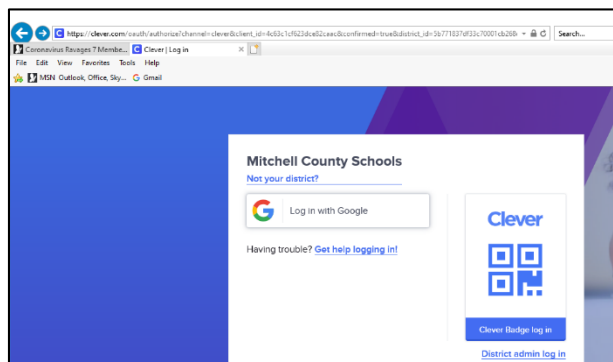 https://clever.com/oauth/authorize?channel=clever&client_id=4c63c1cf623dce82caac&confirmed=true&district_id=5b771837df33c70001cb268 Search...
Coronavirus Ravages 7 Membe... Clever | Log in
File Edit View Favorites Tools Help
MSN Outlook, Office, Sky... Gmail
Mitchell County Schools
Not your district?
Log in with Google
Having trouble? Get help logging in!
Clever
Clever Badge log in
District admin log in